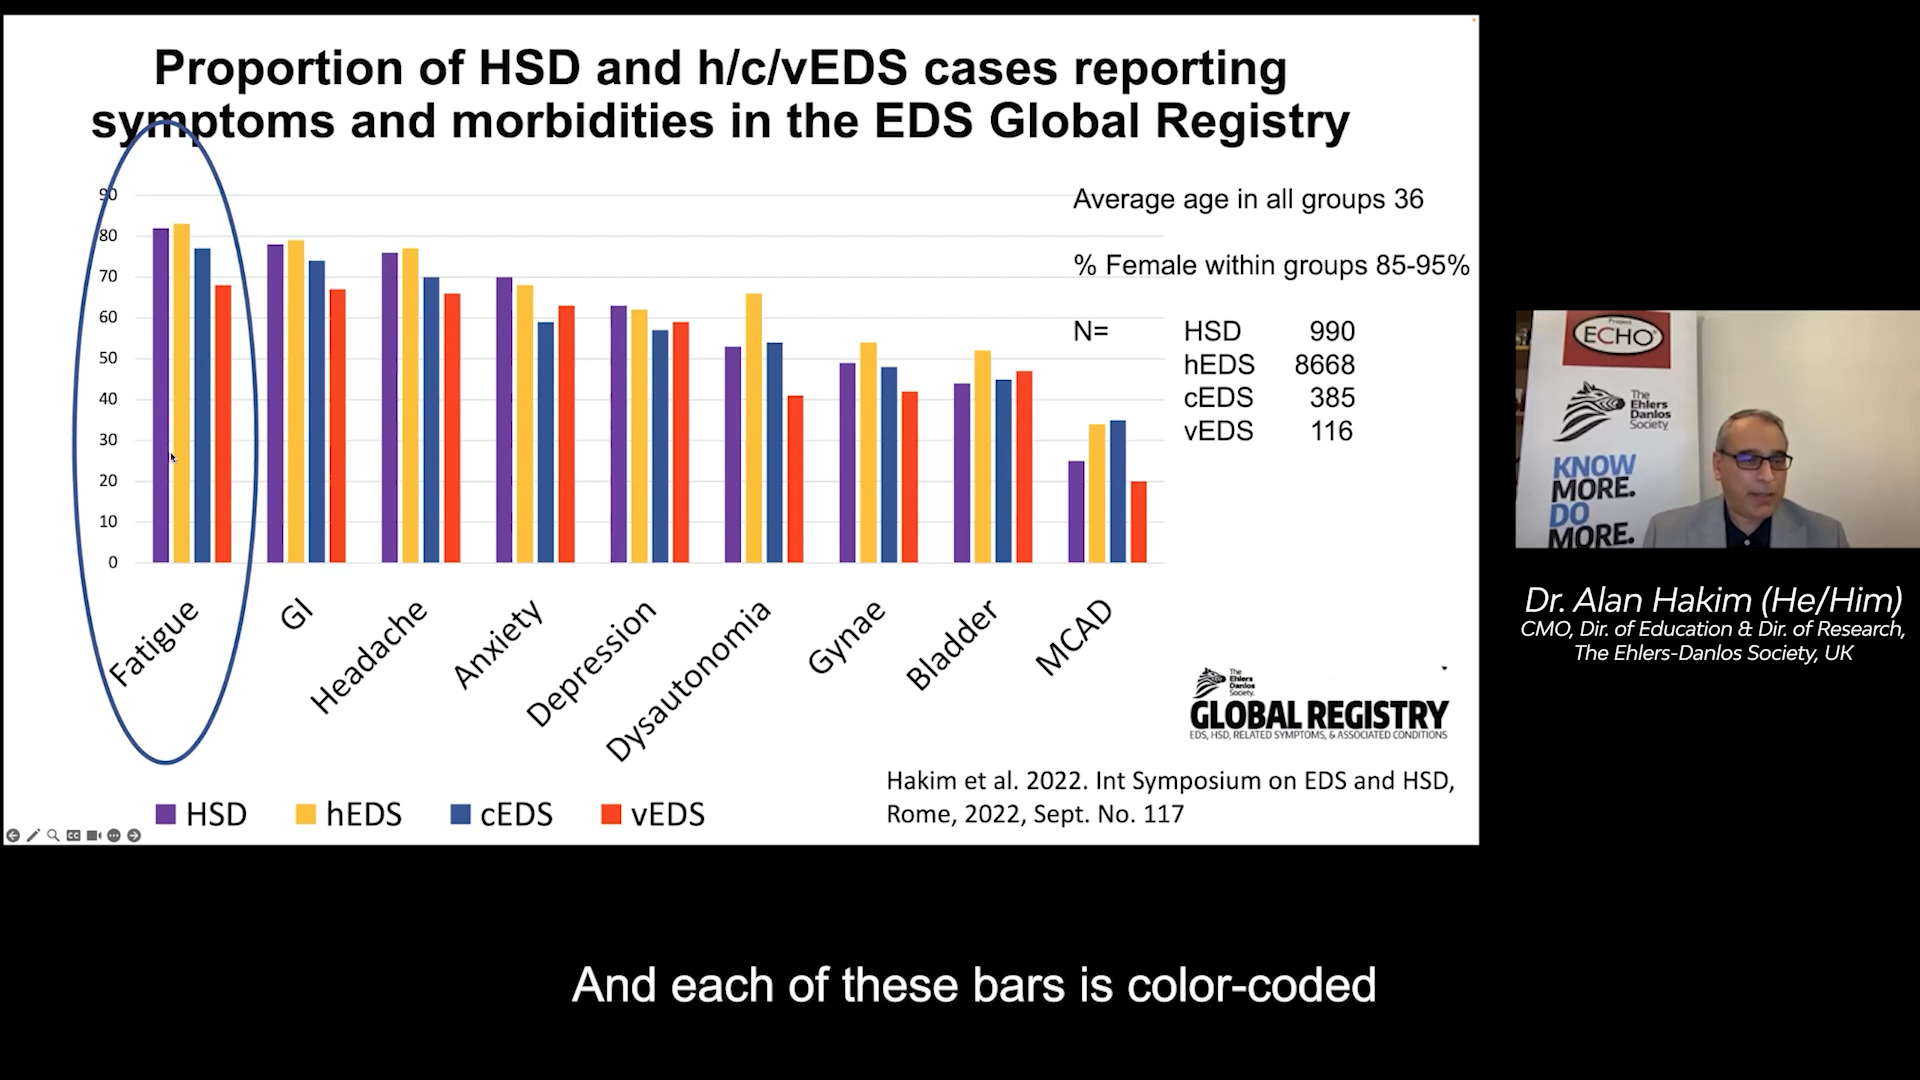 Proportion of HSD and h/c/vEDS cases reporting
symptoms and morbidities in the EDS Global Registry
90
80
70
60
50
40
30
20
10
0
Fatigue
GI
Headache
Anxiety
Depression
Dysautonomia
Gynae
Bladder
MCAD
HSD hEDS cEDS vEDS
Average age in all groups 36
% Female within groups 85-95%
N= HSD 990
hEDS 8668
cEDS 385
vEDS 116
The
Ehlers
Danlos
Society.
GLOBAL REGISTRY
EDS, HSD, RELATED SYMPTOMS, & ASSOCIATED CONDITIONS
Hakim et al. 2022. Int Symposium on EDS and HSD,
Rome, 2022, Sept. No. 117
Project
ECHO®
The
Ehlers
Danlos
Society
KNOW
MORE.
DO
MORE.
Dr. Alan Hakim (He/Him)
CMO, Dir. of Education & Dir. of Research,
The Ehlers-Danlos Society, UK
And each of these bars is color-coded